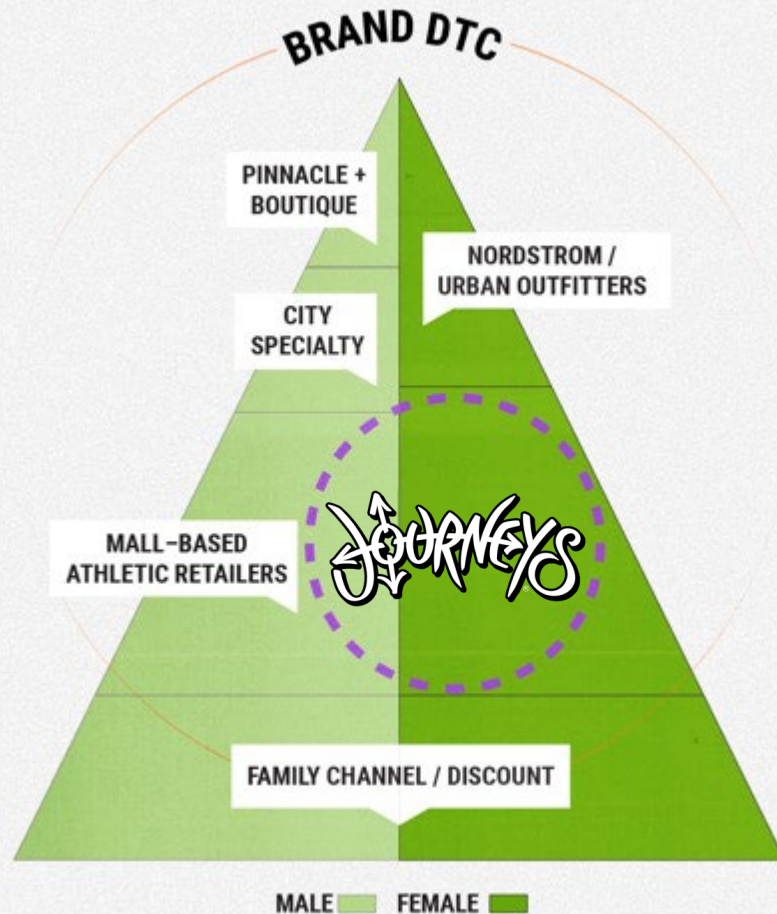 BRAND DTC
PINNACLE +
BOUTIQUE
NORDSTROM /
URBAN OUTFITTERS
CITY
SPECIALTY
JOURNEYS
MALL-BASED
ATHLETIC RETAILERS
FAMILY CHANNEL / DISCOUNT
MALE FEMALE